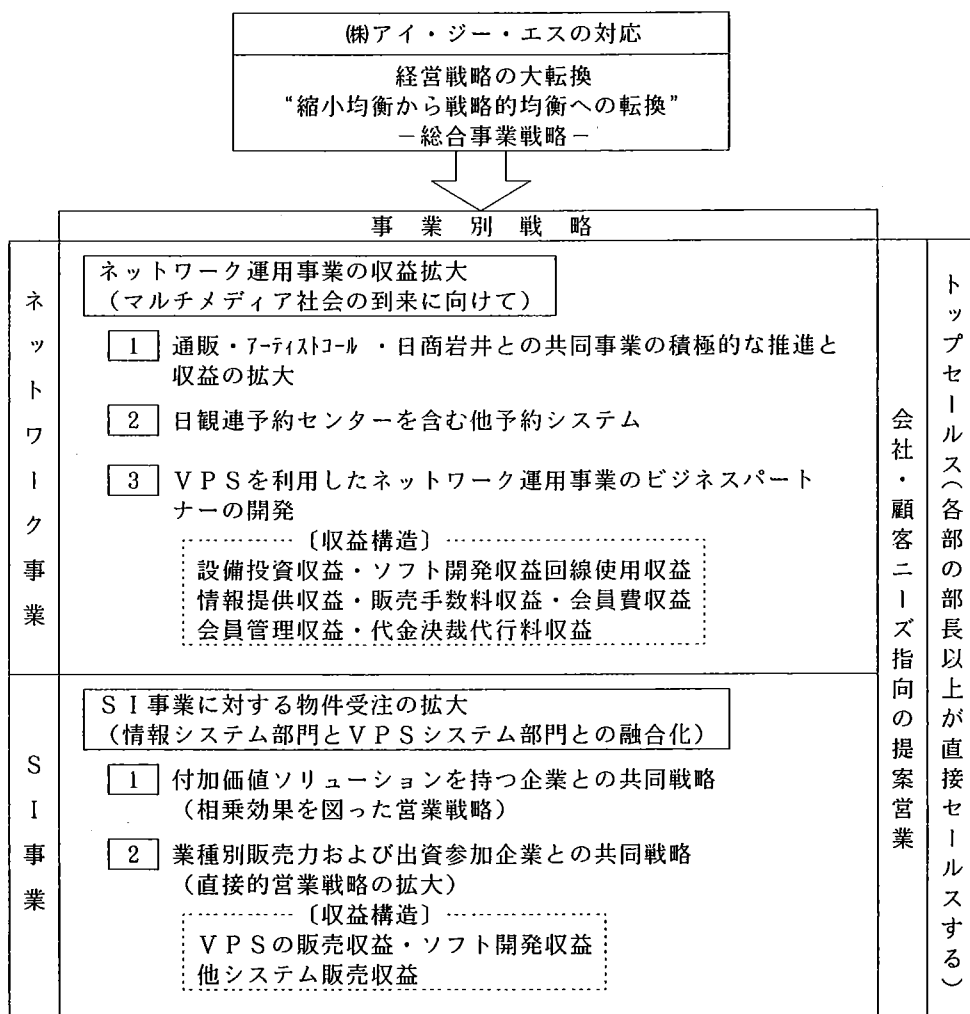 ㈱アイ・ジー・エスの対応
経営戦略の大転換
“縮小均衡から戦略的均衡への転換”
－総合事業戦略－
事業別戦略
ネットワーク事業
ネットワーク運用事業の収益拡大
（マルチメディア社会の到来に向けて）
1 通販・ｱｰﾃｨｽﾄｺｰﾙ ・日商岩井との共同事業の積極的な推進と
収益の拡大
2 日観連予約センターを含む他予約システム
3 ＶＰＳを利用したネットワーク運用事業のビジネスパート
ナーの開発
〔収益構造〕
設備投資収益・ソフト開発収益回線使用収益
情報提供収益・販売手数料収益・会員費収益
会員管理収益・代金決裁代行料収益
ＳＩ事業
ＳＩ事業に対する物件受注の拡大
（情報システム部門とＶＰＳシステム部門との融合化）
1 付加価値ソリューションを持つ企業との共同戦略
（相乗効果を図った営業戦略）
2 業種別販売力および出資参加企業との共同戦略
（直接的営業戦略の拡大）
〔収益構造〕
ＶＰＳの販売収益・ソフト開発収益
他システム販売収益
会社・顧客ニーズ指向の提案営業
トップセールス（各部の部長以上が直接セールスする）